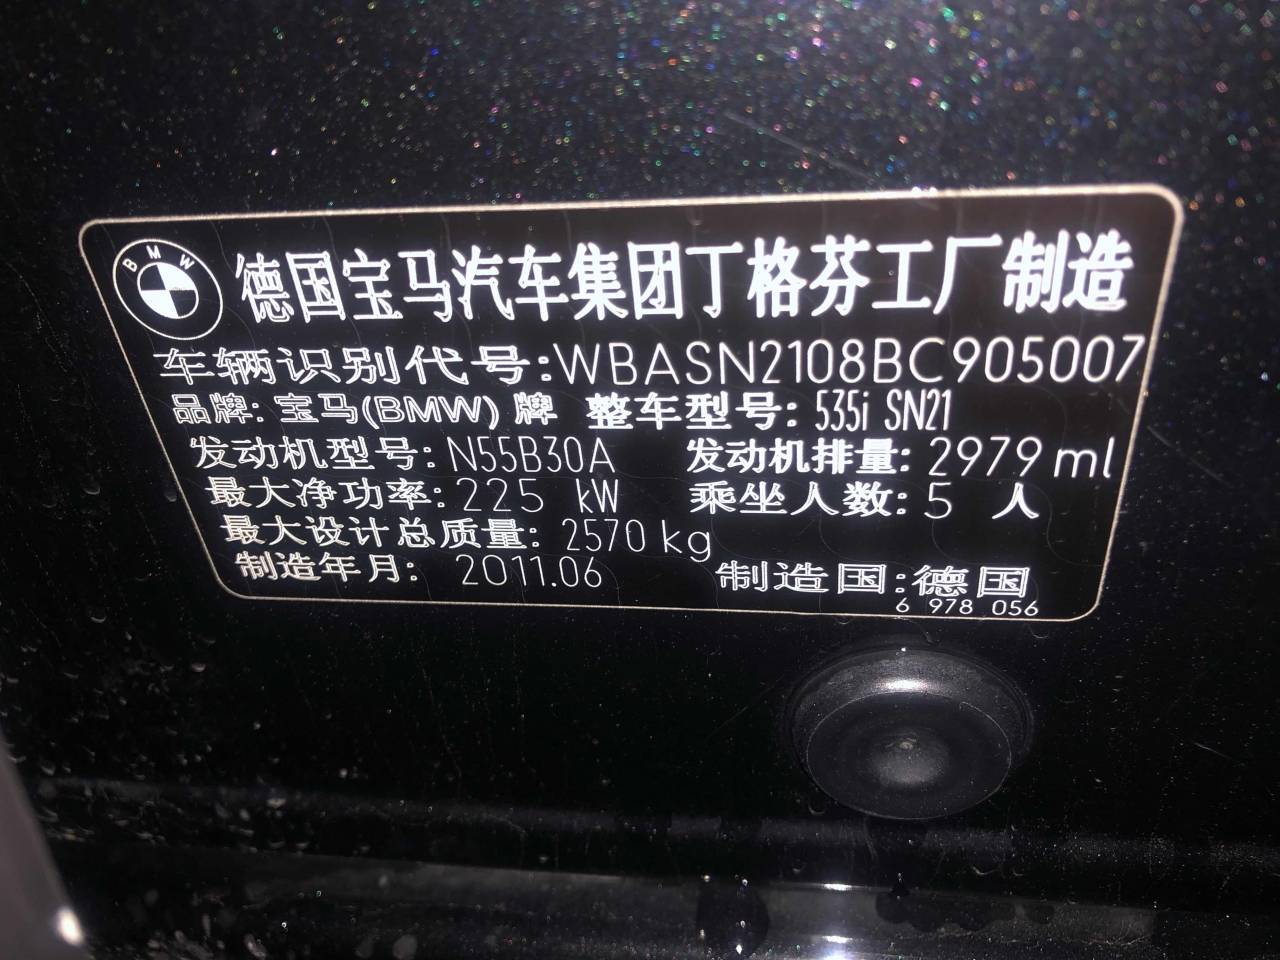 BMW 德国宝马汽车集团丁格芬工厂 制造
车辆识别代号:WBASN2108BC905007
品牌: 宝马(BMW) 牌 整车型号: 535i SN21
发动机型号: N55B30A 发动机排量: 2979 ml
最大净功率: 225 kW 乘坐人数: 5 人
最大设计总质量: 2570 kg
制造年月: 2011.06 制造国: 德国
6 978 056